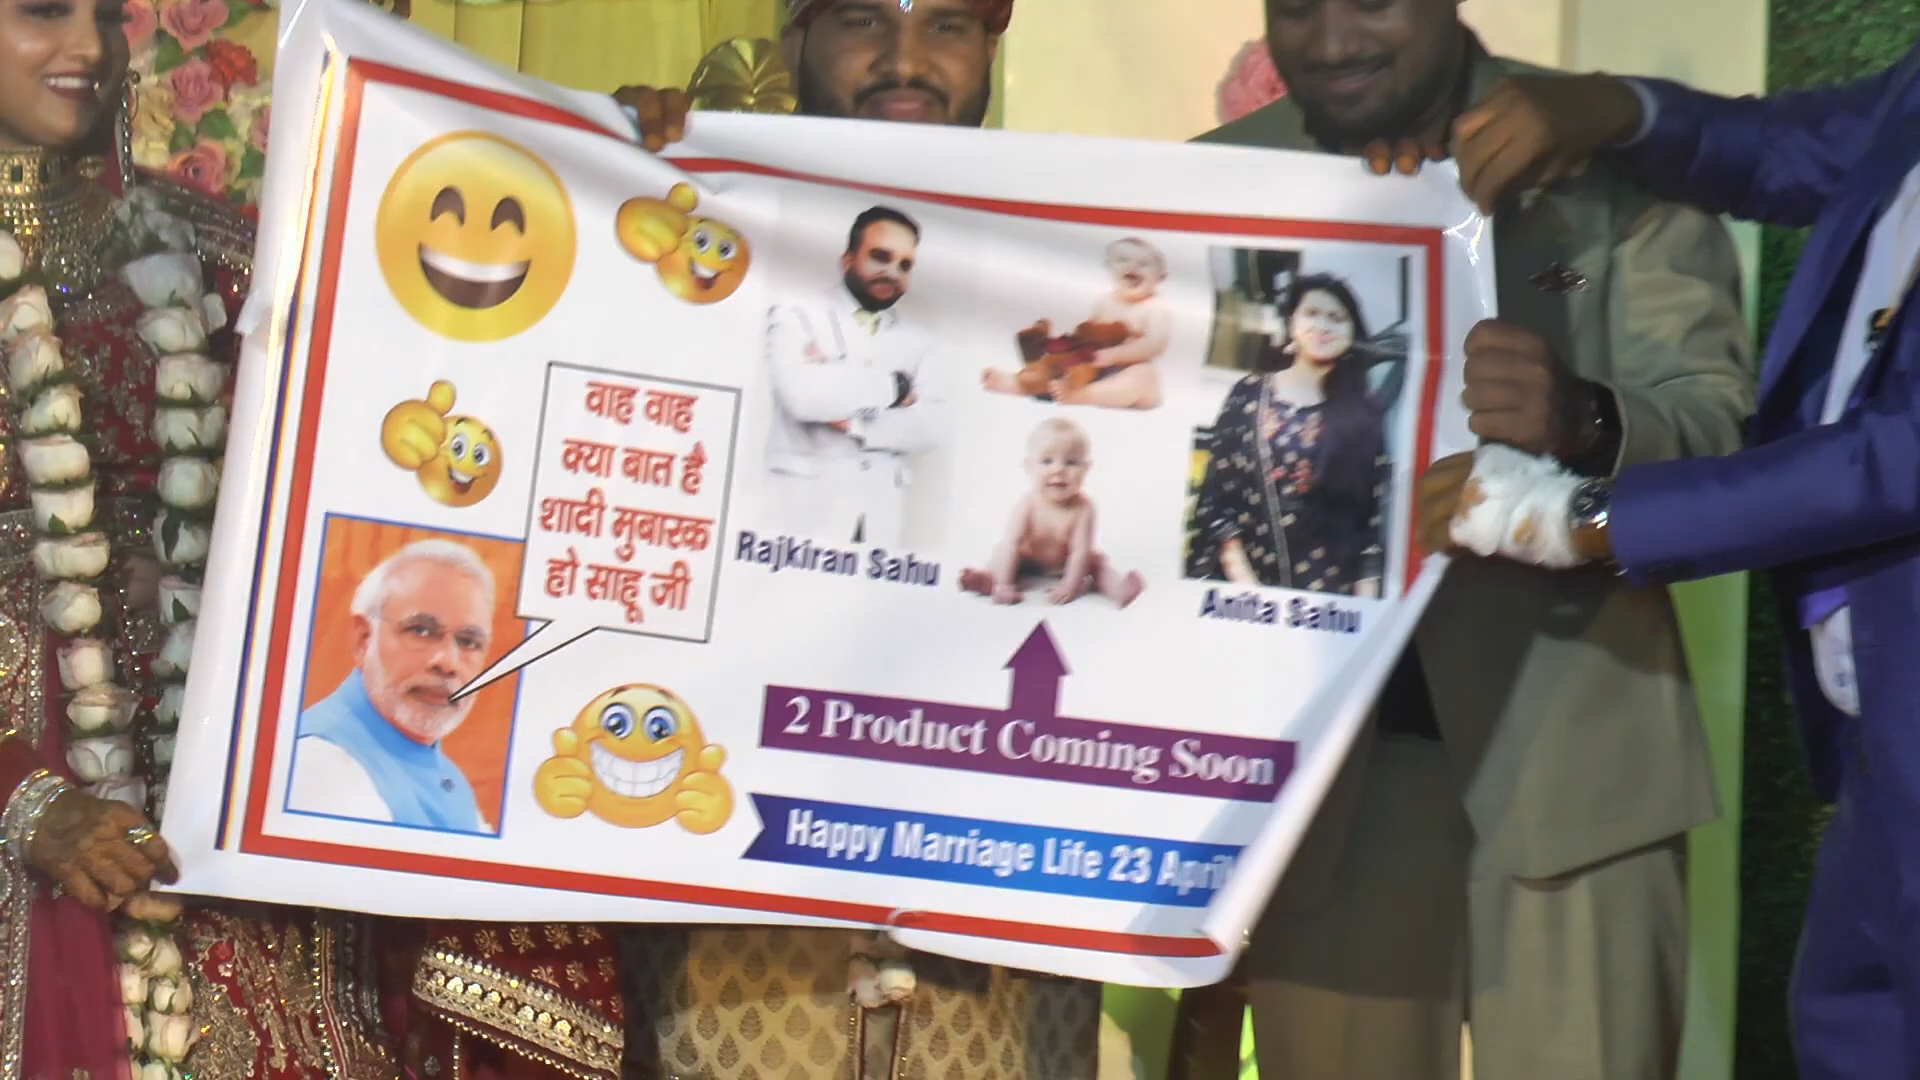 वाह वाह
क्या बात है
शादी मुबारक
हो साहू जी
Rajkiran Sahu
Anita Sahu
2 Product Coming Soon
Happy Marriage Life 23 April